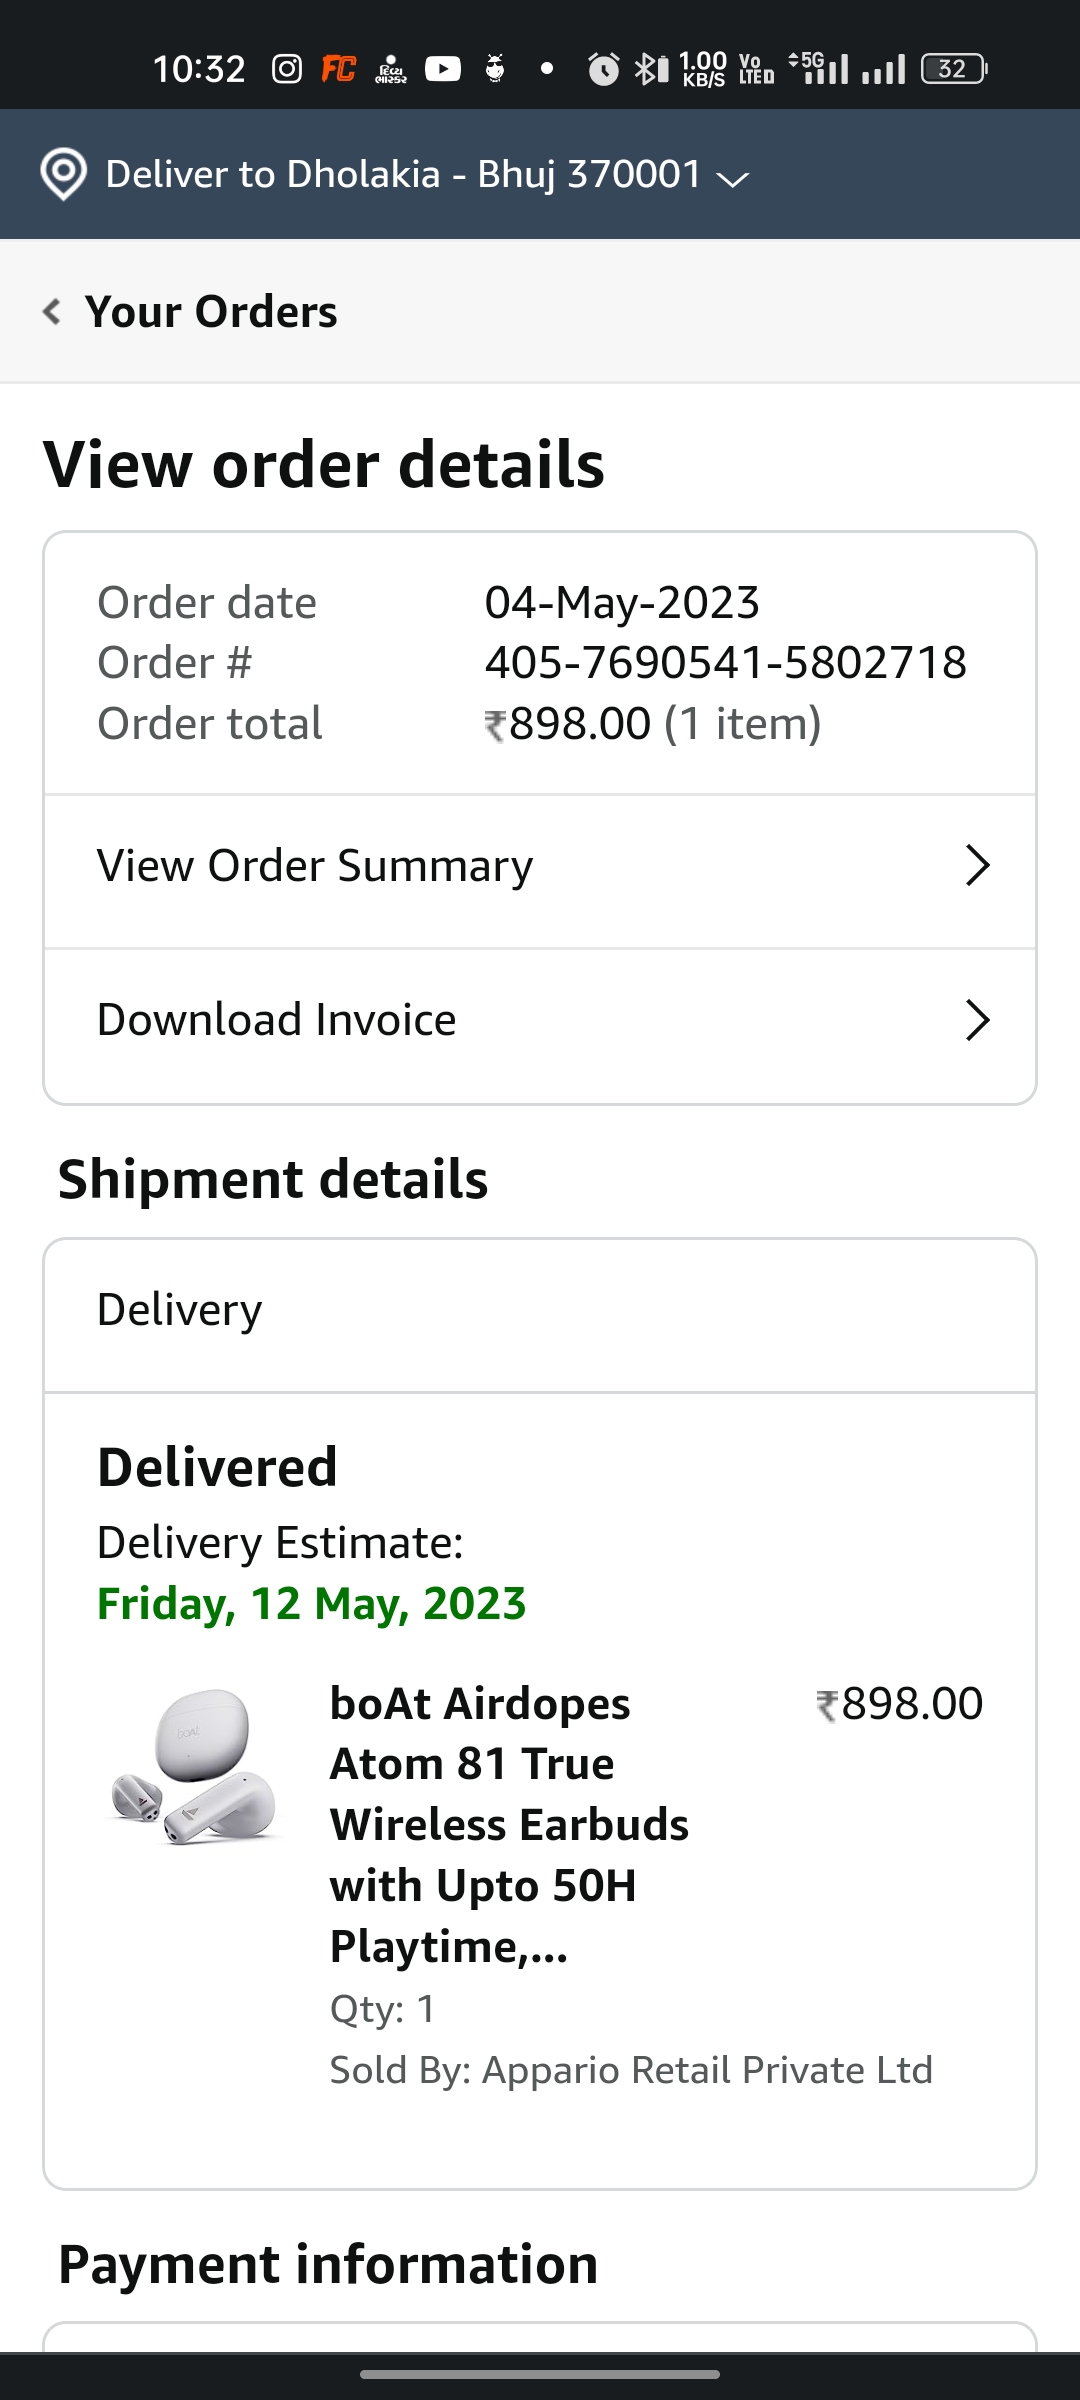 10:32 FC દિવ્ય ભાસ્કર 1.00 KB/S Vo LTE 5G 32
Deliver to Dholakia - Bhuj 370001
Your Orders
View order details
Order date 04-May-2023
Order # 405-7690541-5802718
Order total ₹898.00 (1 item)
View Order Summary
Download Invoice
Shipment details
Delivery
Delivered
Delivery Estimate:
Friday, 12 May, 2023
boAt
boAt Airdopes ₹898.00
Atom 81 True
Wireless Earbuds
with Upto 50H
Playtime,...
Qty: 1
Sold By: Appario Retail Private Ltd
Payment information